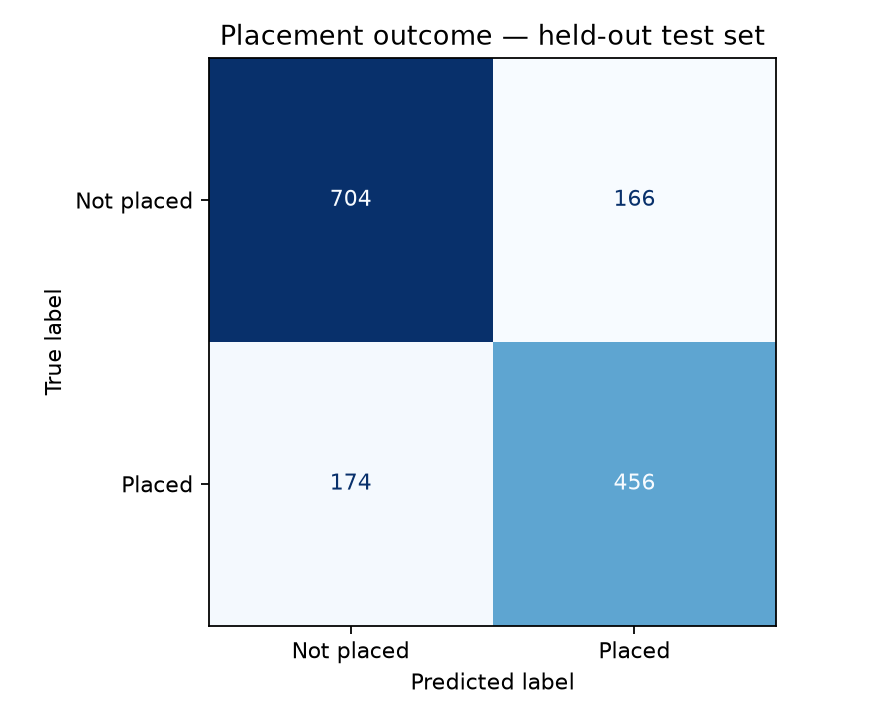 Placement outcome — held-out test set
Not placed
704
166
True label
Placed
174
456
Not placed
Placed
Predicted label